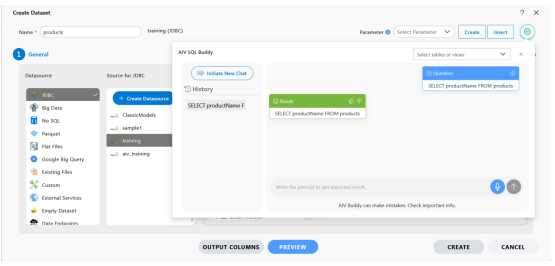 Create Dataset
? ×
Name * products
training (JDBC)
Parameter
Select Parameter
Create
Insert
1 General
AIV SQL Buddy
Select tables or views
×
Datasource
Source for JDBC
JDBC
Big Data
No SQL
Parquet
Flat Files
Google Big Query
Existing Files
Custom
External Services
Empty Dataset
Data Endpoints
+ Create Datasource
ClassicModels
sample1
training
aiv_training
Initiate New Chat
History
SELECT productName F
Question
SELECT productName FROM products
Result
SELECT productName FROM products
Write the prompt to get expected result
AIV Buddy can make mistakes. Check important info.
OUTPUT COLUMNS
PREVIEW
CREATE
CANCEL